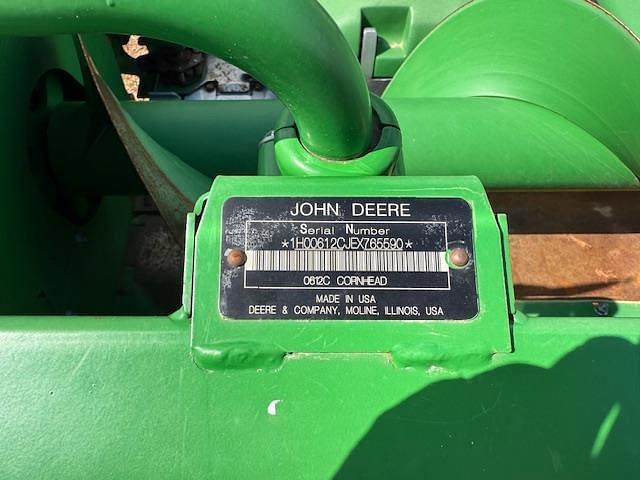 JOHN DEERE
Serial Number
*1H00612CJEX765590*
0612C CORNHEAD
MADE IN USA
DEERE & COMPANY, MOLINE, ILLINOIS, USA